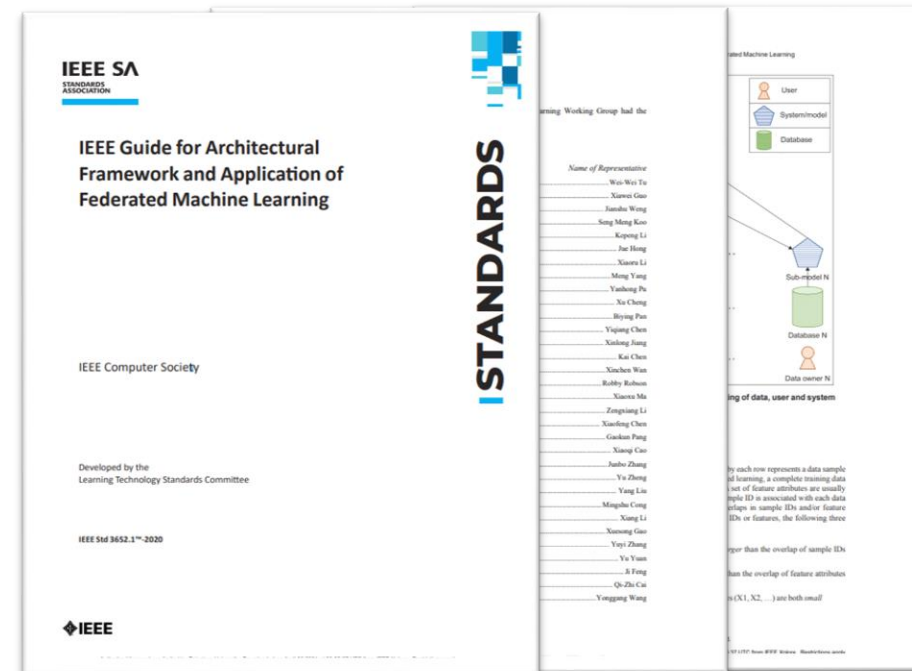 IEEE SA
STANDARDS
ASSOCIATION
IEEE Guide for Architectural
Framework and Application of
Federated Machine Learning
STANDARDS
IEEE Computer Society
Developed by the
Learning Technology Standards Committee
IEEE Std 3652.1™-2020
IEEE
arning Working Group had the
Name of Representative
Wei-Wei Tu
Xiawei Guo
Jianshu Weng
Seng Meng Koo
Kepeng Li
Jae Hong
Xiaoru Li
Meng Yang
Yanhong Pu
Xu Cheng
Biying Pan
Yiqiang Chen
Xinlong Jiang
Kai Chen
Xinchen Wan
Robby Robson
Xiaoxu Ma
Zengxiang Li
Xiaofeng Chen
Gaokun Pang
Xiaoqi Cao
Junbo Zhang
Yu Zheng
Yang Liu
Mingshu Cong
Xiang Li
Xuesong Gao
Yuyi Zhang
Yu Yuan
Ji Feng
Qi-Zhi Cai
Yonggang Wang
rated Machine Learning
User
System/model
Database
Sub-model N
Database N
Data owner N
ing of data, user and system
by each row represents a data sample
ed learning, a complete training data
set of feature attributes are usually
mple ID is associated with each data
erlaps in sample IDs and/or feature
IDs or features, the following three
rger than the overlap of sample IDs
than the overlap of feature attributes
es (X1, X2, …) are both small